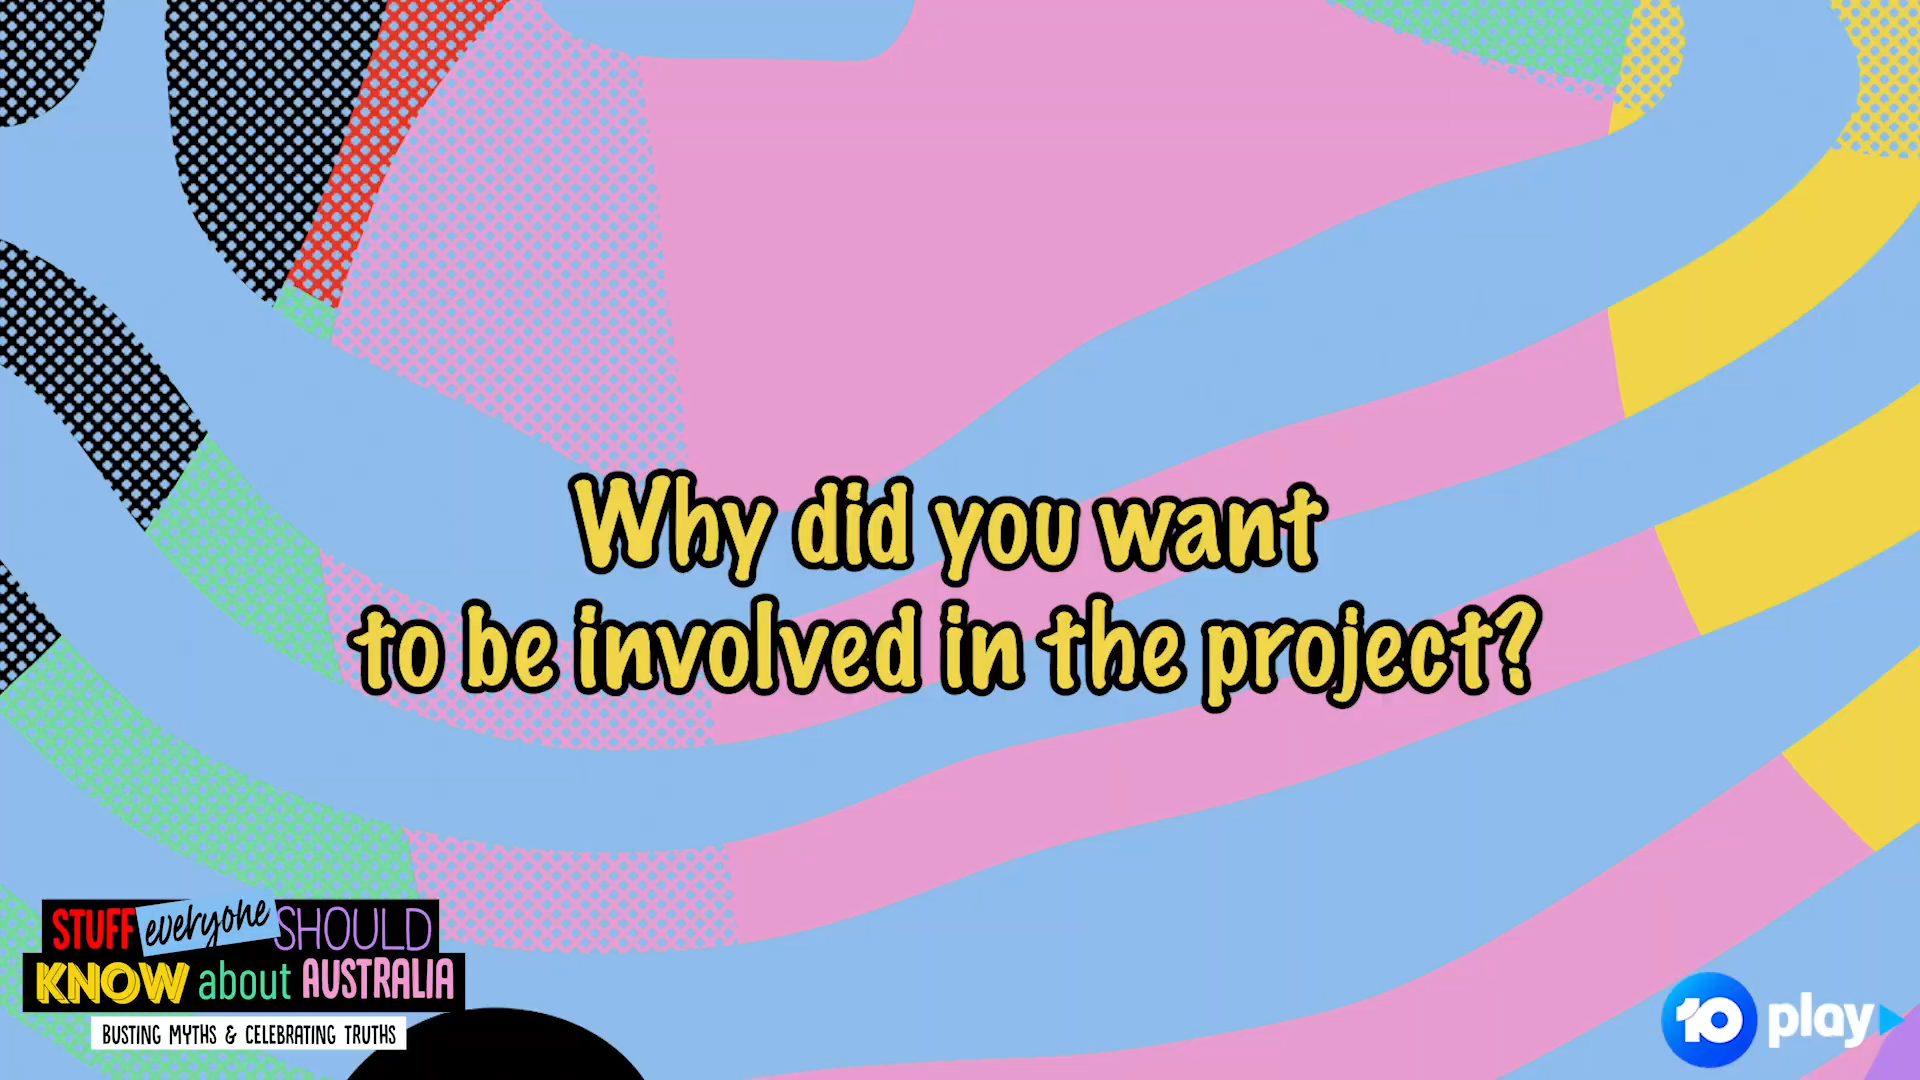 Why did you want
to be involved in the project?
STUFF everyone SHOULD
KNOW about AUSTRALIA
BUSTING MYTHS & CELEBRATING TRUTHS
10 play